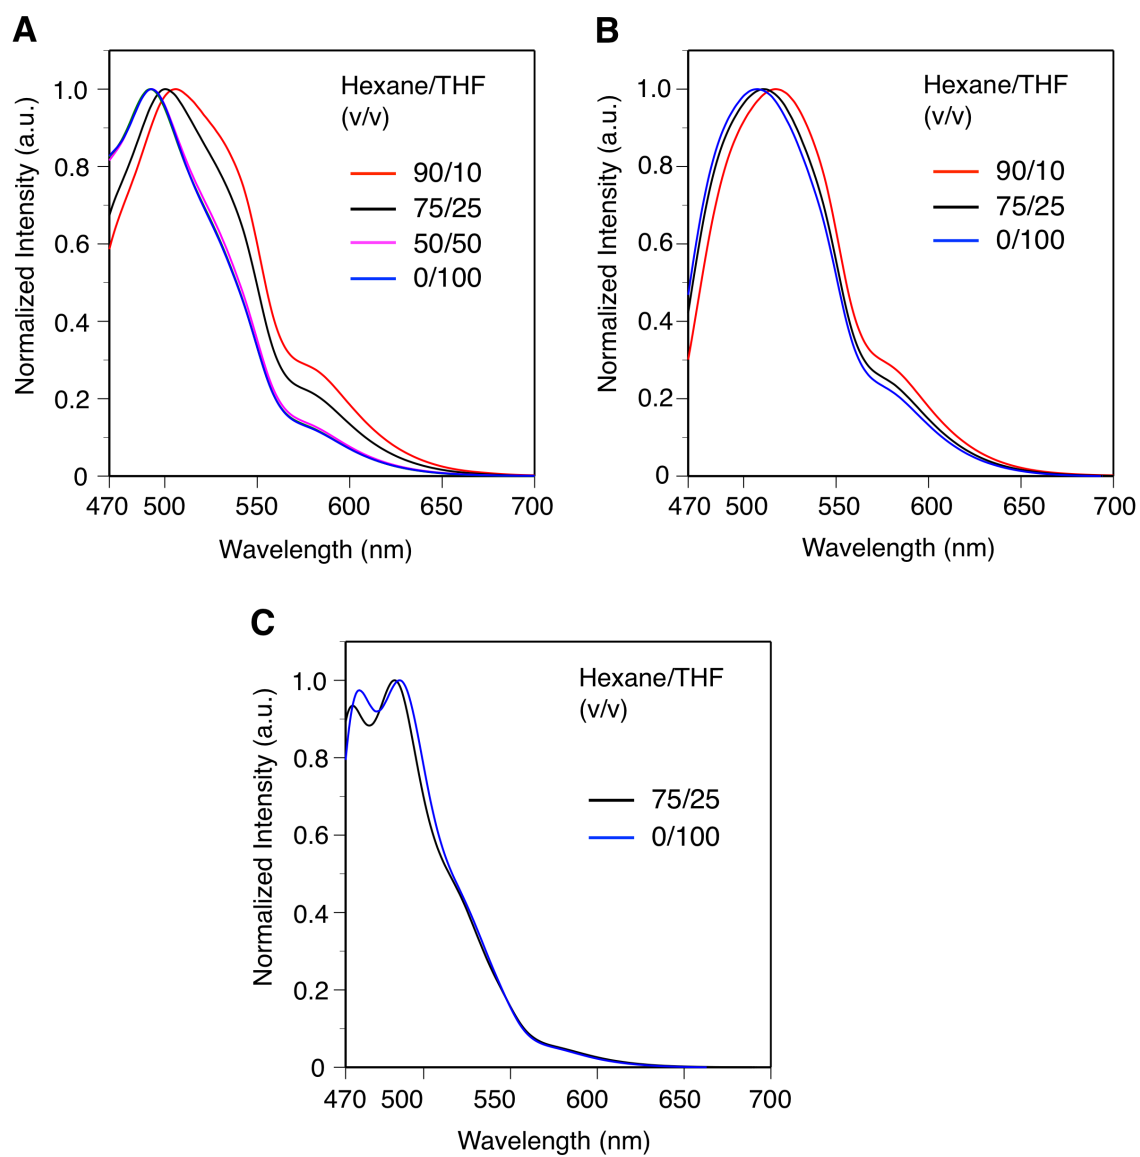 A
Normalized Intensity (a.u.)
1.0
0.8
0.6
0.4
0.2
0
470 500 550 600 650 700
Wavelength (nm)
Hexane/THF
(v/v)
90/10
75/25
50/50
0/100
B
Normalized Intensity (a.u.)
1.0
0.8
0.6
0.4
0.2
0
470 500 550 600 650 700
Wavelength (nm)
Hexane/THF
(v/v)
90/10
75/25
0/100
C
Normalized Intensity (a.u.)
1.0
0.8
0.6
0.4
0.2
0
470 500 550 600 650 700
Wavelength (nm)
Hexane/THF
(v/v)
75/25
0/100